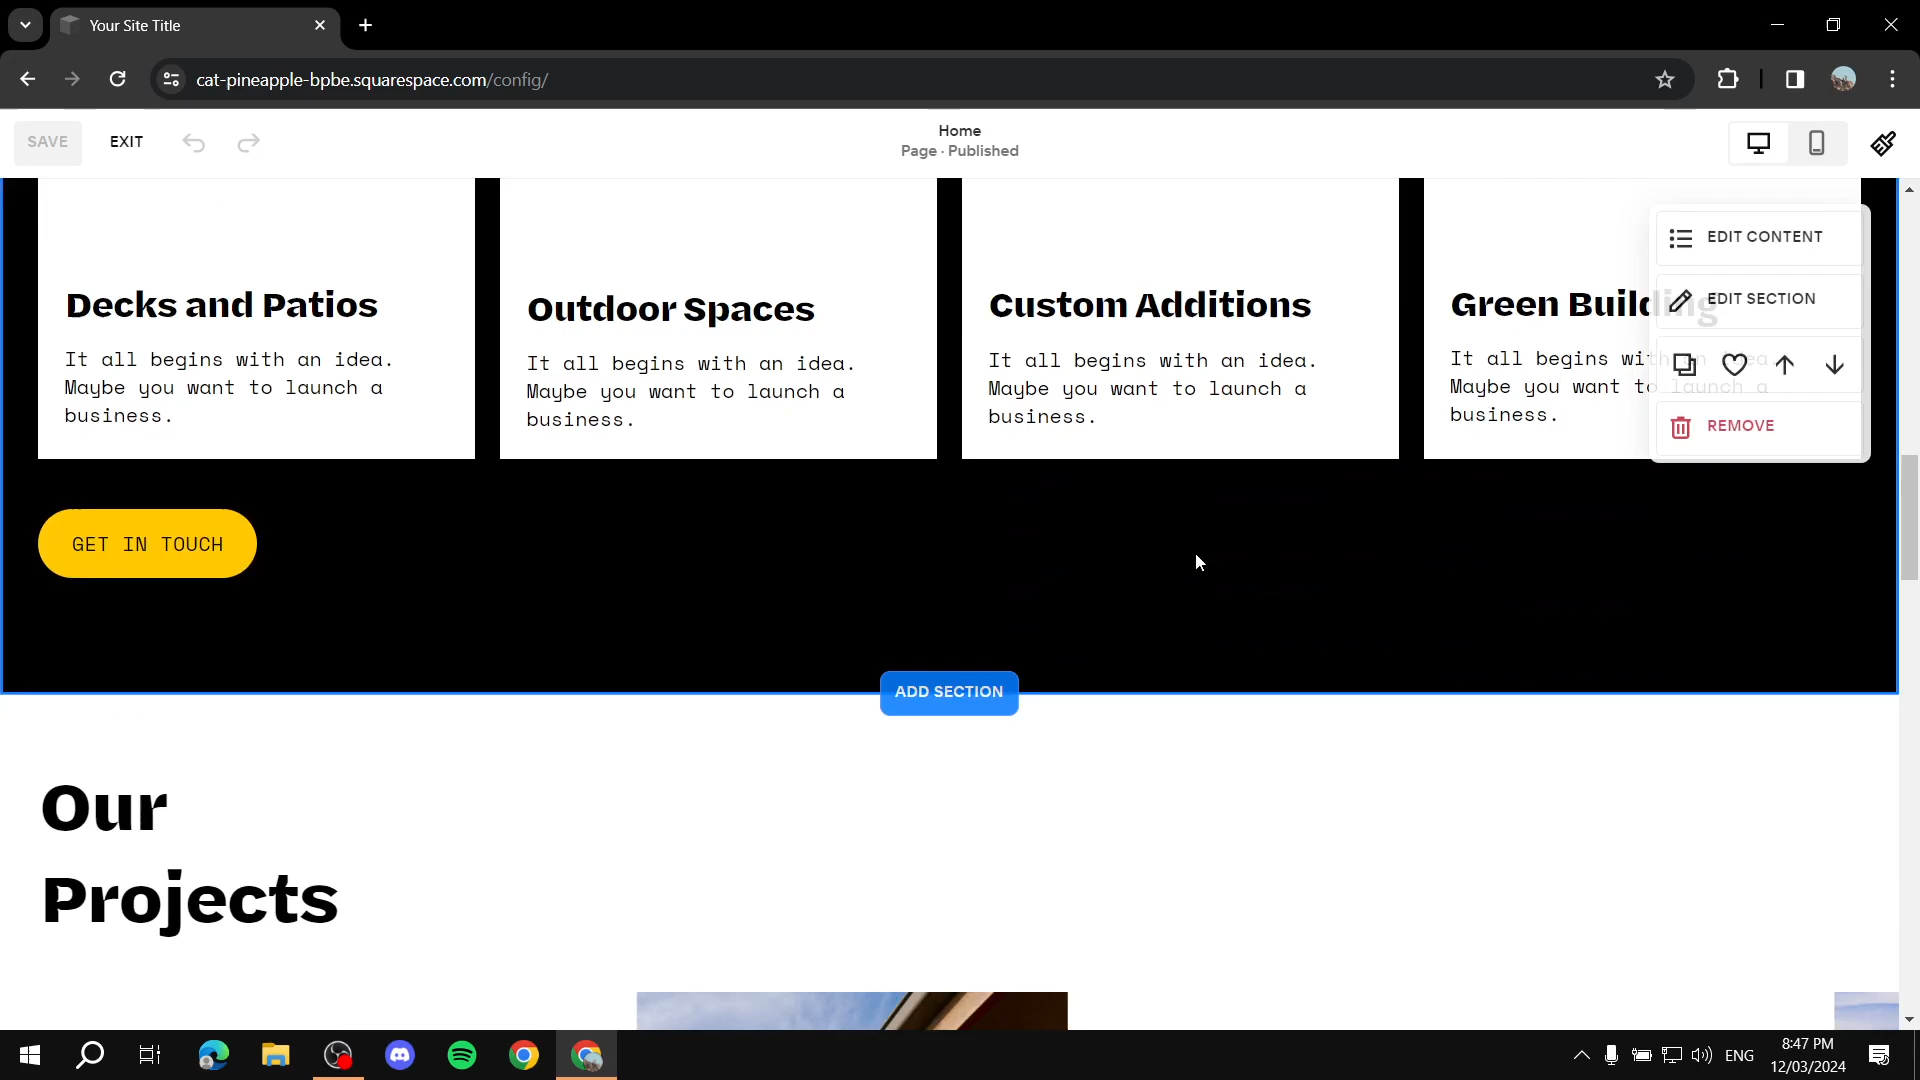 Your Site Title
cat-pineapple-bpbe.squarespace.com/config/
SAVE
EXIT
Home
Page · Published
EDIT CONTENT
EDIT SECTION
REMOVE
Decks and Patios
It all begins with an idea.
Maybe you want to launch a
business.
Outdoor Spaces
It all begins with an idea.
Maybe you want to launch a
business.
Custom Additions
It all begins with an idea.
Maybe you want to launch a
business.
Green Building
It all begins with an idea.
Maybe you want to launch a
business.
GET IN TOUCH
ADD SECTION
Our
Projects
ENG
8:47 PM
12/03/2024